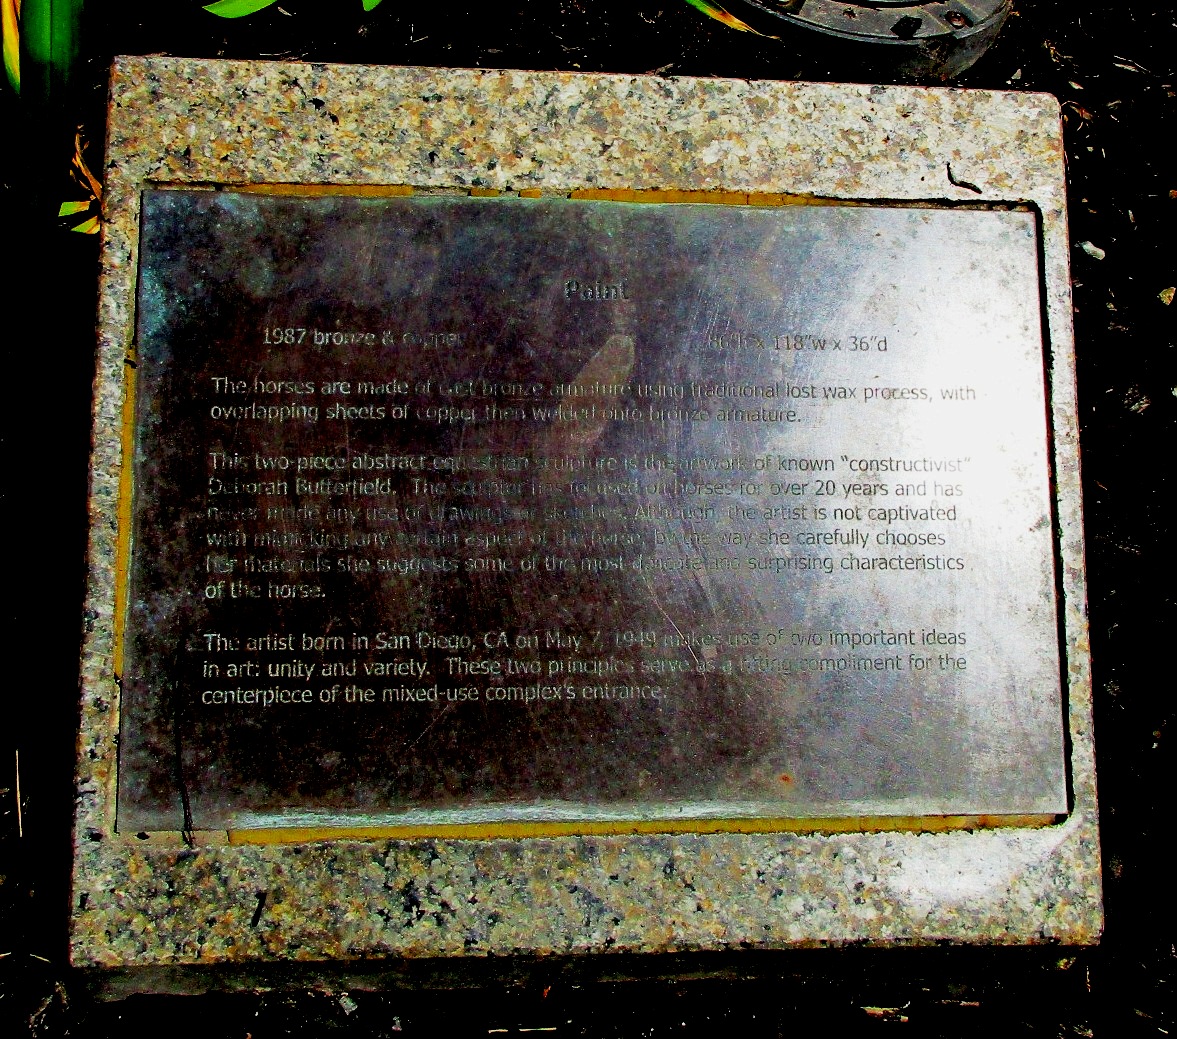 Paint
1987 bronze & copper x 118"w x 36"d
The horses are made of cast bronze armature using traditional lost wax process, with
overlapping sheets of copper then welded onto bronze armature.
This two-piece abstract equestrian sculpture is the artwork of known "constructivist"
Deborah Butterfield. The sculptor has focused on horses for over 20 years and has
never made any use of drawings or sketches. Although, the artist is not captivated
with mimicking any certain aspect of the horse, by the way she carefully chooses
her materials she suggests some of the most delicate and surprising characteristics
of the horse.
The artist born in San Diego, CA on May 7, 1949 makes use of two important ideas
in art: unity and variety. These two principles serve as a fitting compliment for the
centerpiece of the mixed-use complex's entrance.